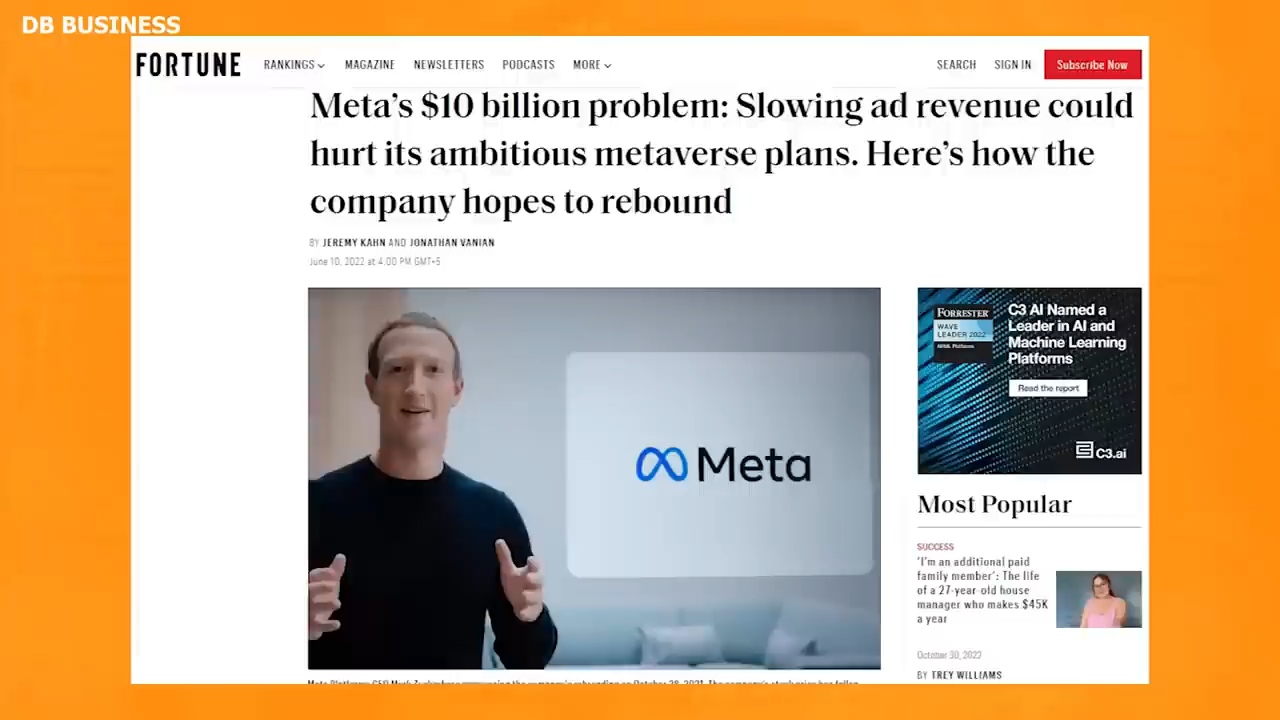 DB BUSINESS
FORTUNE
RANKINGS
MAGAZINE
NEWSLETTERS
PODCASTS
MORE
SEARCH
SIGN IN
Subscribe Now
Meta's $10 billion problem: Slowing ad revenue could
hurt its ambitious metaverse plans. Here's how the
company hopes to rebound
BY JEREMY KAHN AND JONATHAN VANIAN
June 10, 2022 at 4:00 PM GMT+5
Meta
FORRESTER
WAVE
LEADER 2022
AI/ML Platforms
C3 AI Named a
Leader in AI and
Machine Learning
Platforms
Read the report
C3.ai
Most Popular
SUCCESS
'I'm an additional paid
family member': The life
of a 27-year-old house
manager who makes $45K
a year
October 30, 2022
BY TREY WILLIAMS